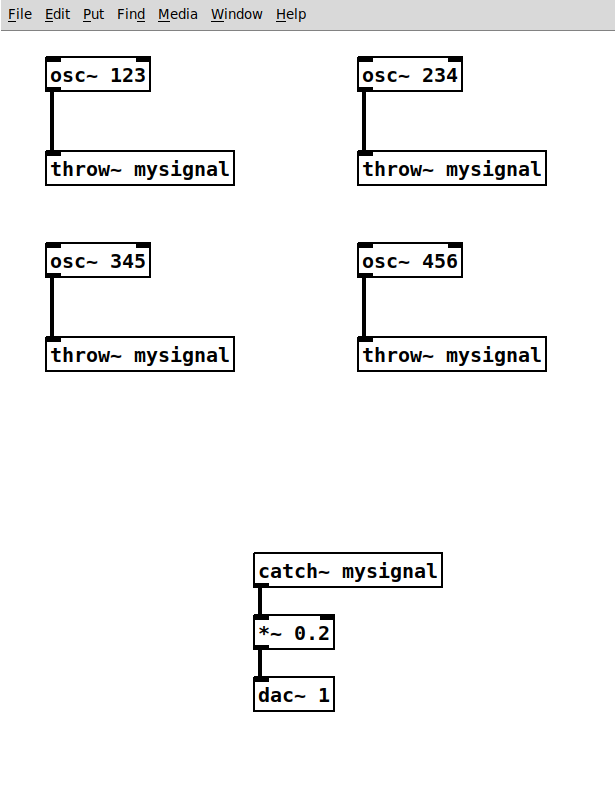 File Edit Put Find Media Window Help
osc~ 123
osc~ 234
throw~ mysignal
throw~ mysignal
osc~ 345
osc~ 456
throw~ mysignal
throw~ mysignal
catch~ mysignal
*~ 0.2
dac~ 1